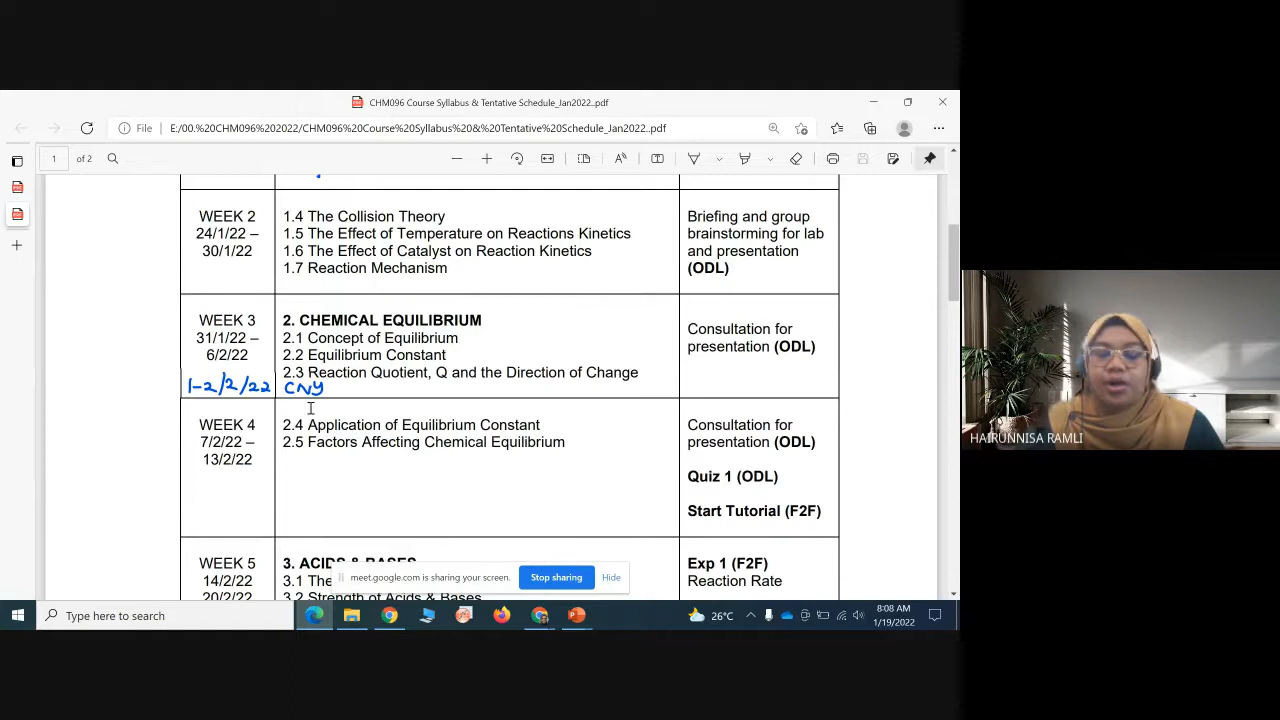 CHM096 Course Syllabus & Tentative Schedule_Jan2022..pdf
File
E:/00.%20CHM096%202022/CHM096%20Course%20Syllabus%20&%20Tentative%20Schedule_Jan2022..pdf
1
of 2
WEEK 2
24/1/22 –
30/1/22
1.4 The Collision Theory
1.5 The Effect of Temperature on Reactions Kinetics
1.6 The Effect of Catalyst on Reaction Kinetics
1.7 Reaction Mechanism
Briefing and group
brainstorming for lab
and presentation
(ODL)
WEEK 3
31/1/22 –
6/2/22
1-2/2/22
2. CHEMICAL EQUILIBRIUM
2.1 Concept of Equilibrium
2.2 Equilibrium Constant
2.3 Reaction Quotient, Q and the Direction of Change
CNY
Consultation for
presentation (ODL)
WEEK 4
7/2/22 –
13/2/22
2.4 Application of Equilibrium Constant
2.5 Factors Affecting Chemical Equilibrium
Consultation for
presentation (ODL)
Quiz 1 (ODL)
Start Tutorial (F2F)
WEEK 5
14/2/22
20/2/22
3. ACIDS & BASES
3.1 The
3.2 Strength of Acids & Bases
Exp 1 (F2F)
Reaction Rate
meet.google.com is sharing your screen.
Stop sharing
Hide
HAIRUNNISA RAMLI
Type here to search
26°C
8:08 AM
1/19/2022